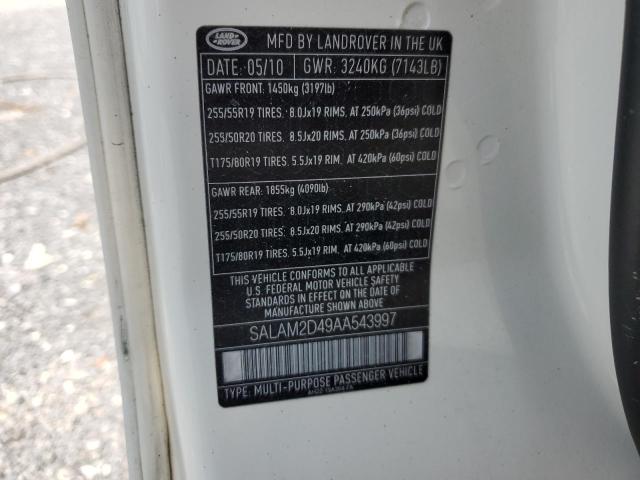 LAND ROVER
MFD BY LANDROVER IN THE UK
DATE: 05/10 GWR: 3240KG (7143LB)
GAWR FRONT: 1450kg (3197lb)
255/55R19 TIRES. 8.0Jx19 RIMS, AT 250kPa (36psi) COLD
255/50R20 TIRES. 8.5Jx20 RIMS, AT 250kPa (36psi) COLD
T175/80R19 TIRES. 5.5Jx19 RIM, AT 420kPa (60psi) COLD
GAWR REAR: 1855kg (4090lb)
255/55R19 TIRES. 8.0Jx19 RIMS, AT 290kPa (42psi) COLD
255/50R20 TIRES. 8.5Jx20 RIMS, AT 290kPa (42psi) COLD
T175/80R19 TIRES. 5.5Jx19 RIM, AT 420kPa (60psi) COLD
THIS VEHICLE CONFORMS TO ALL APPLICABLE
U.S. FEDERAL MOTOR VEHICLE SAFETY
STANDARDS IN EFFECT ON THE DATE OF
MANUFACTURE SHOWN ABOVE
SALAM2D49AA543997
TYPE: MULTI-PURPOSE PASSENGER VEHICLE